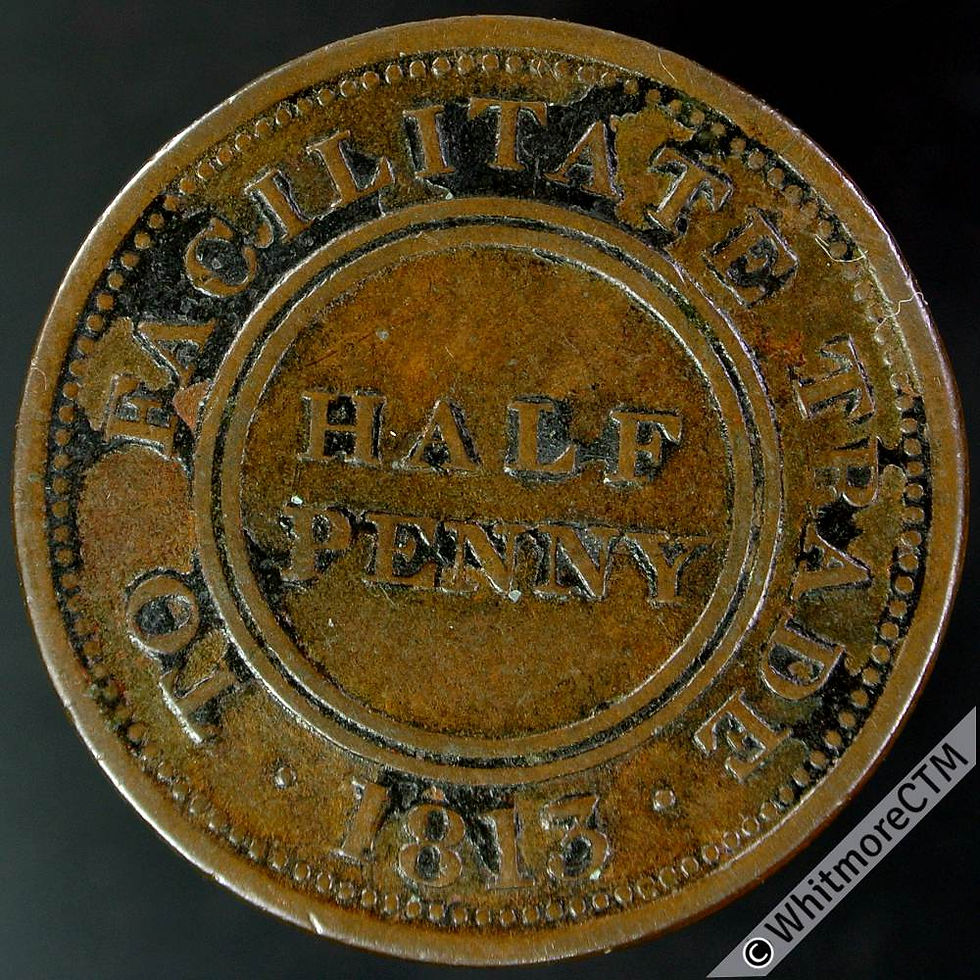 TO FACILITATE TRADE
HALF
PENNY
· 1813 ·
© WhitmoreCTM